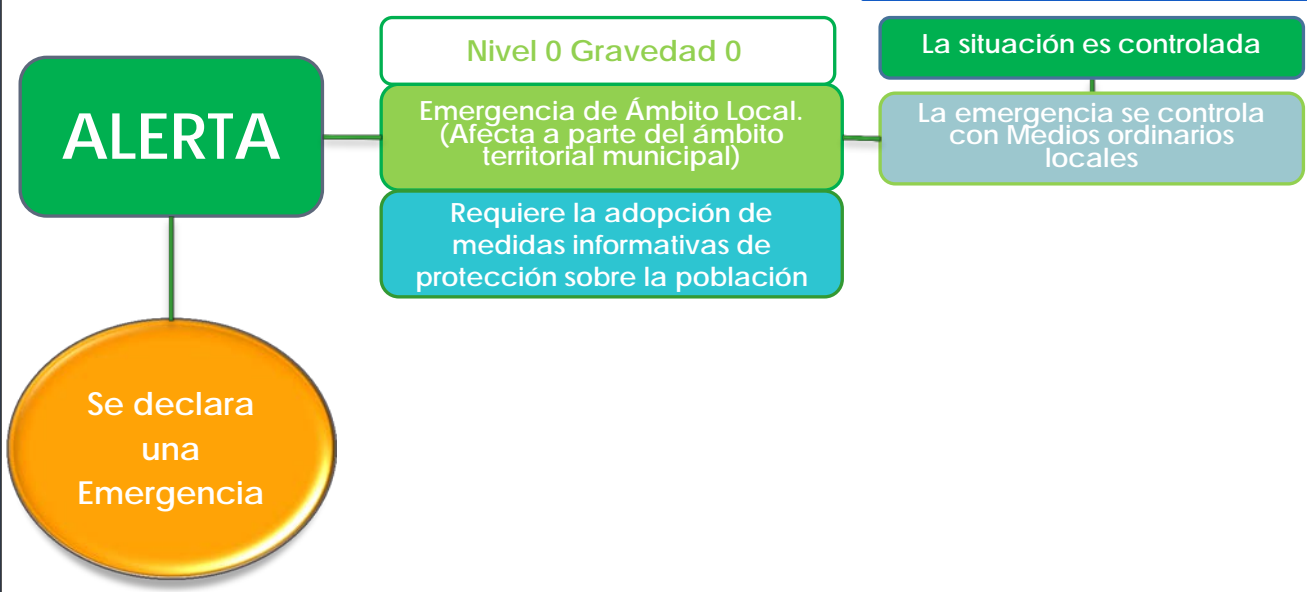 ALERTA
Nivel 0 Gravedad 0
Emergencia de Ámbito Local.
(Afecta a parte del ámbito
territorial municipal)
Requiere la adopción de
medidas informativas de
protección sobre la población
La situación es controlada
La emergencia se controla
con Medios ordinarios
locales
Se declara
una
Emergencia